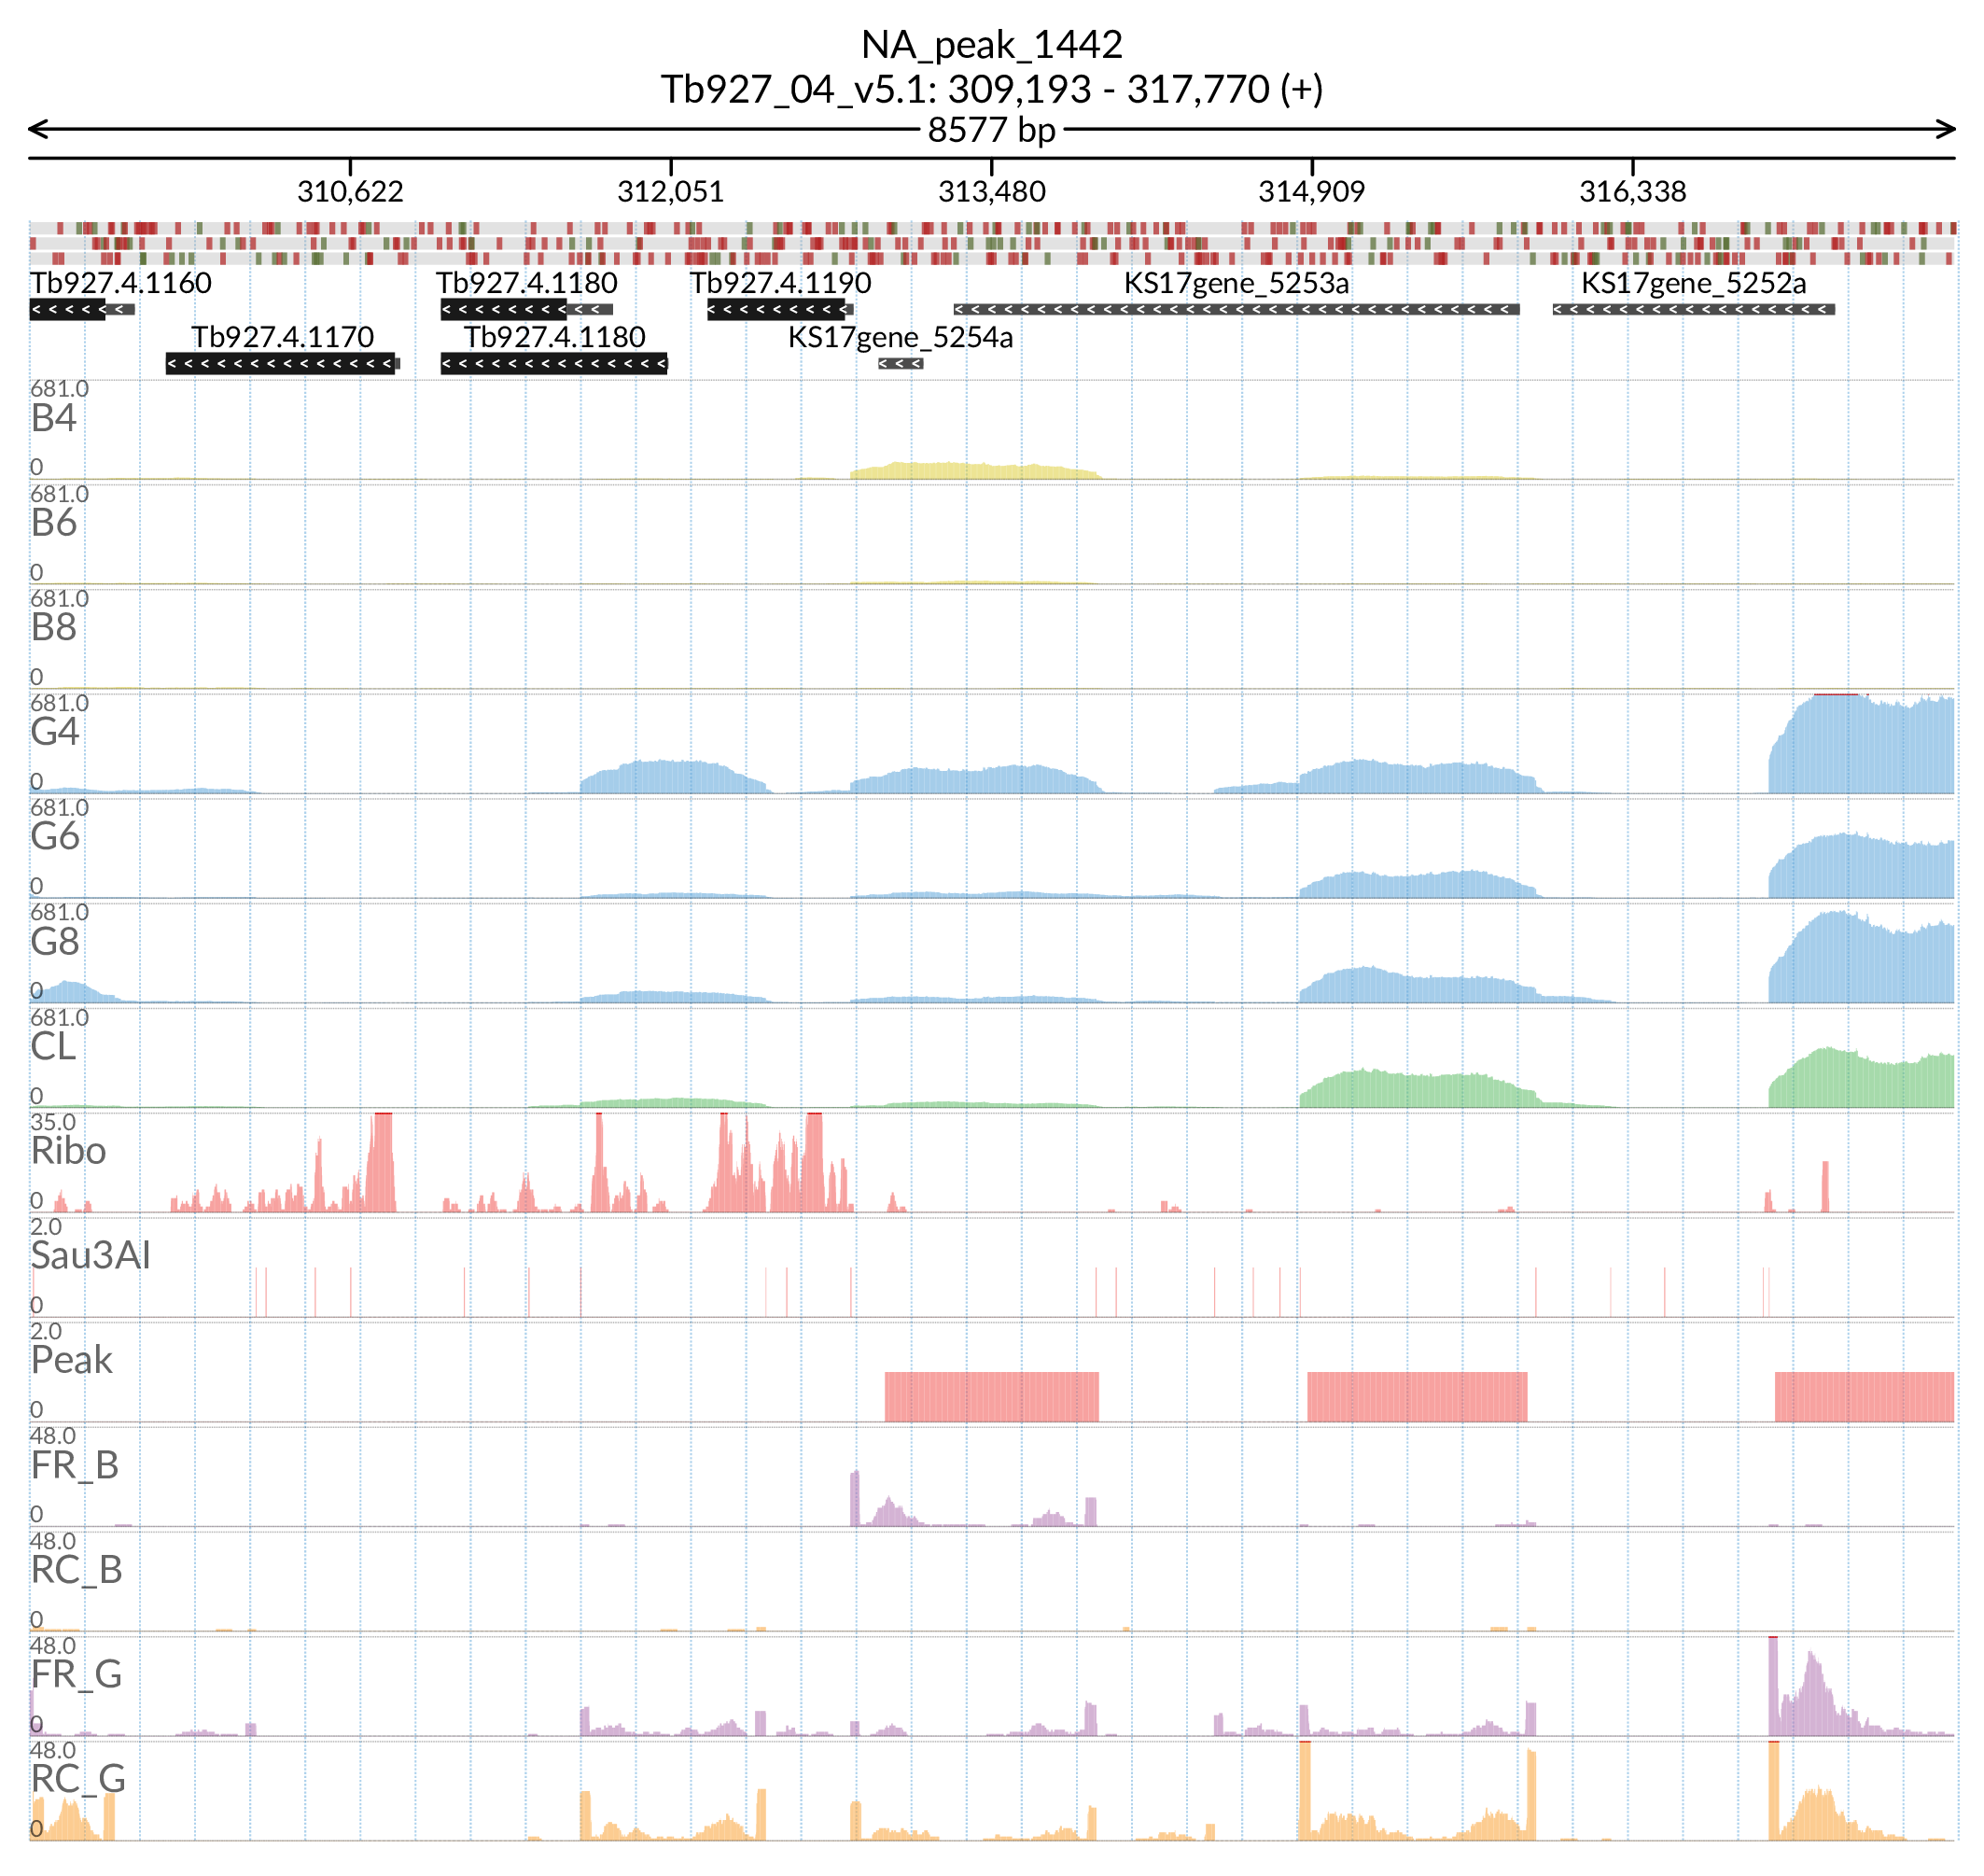 NA_peak_1442
Tb927_04_v5.1: 309,193 - 317,770 (+)
8577 bp
310,622 312,051 313,480 314,909 316,338
Tb927.4.1160 Tb927.4.1180 Tb927.4.1190 KS17gene_5253a KS17gene_5252a
Tb927.4.1170 Tb927.4.1180 KS17gene_5254a
681.0
B4
0
681.0
B6
0
681.0
B8
0
681.0
G4
0
681.0
G6
0
681.0
G8
0
681.0
CL
0
35.0
Ribo
0
2.0
Sau3AI
0
2.0
Peak
0
48.0
FR_B
0
48.0
RC_B
0
48.0
FR_G
0
48.0
RC_G
0